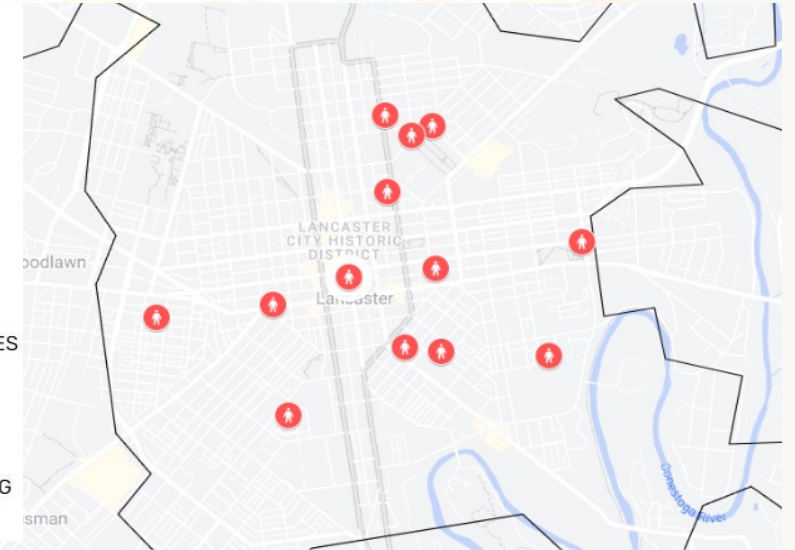 LANCASTER
CITY HISTORIC
DISTRICT
oodlawn
Lancaster
ES
G
sman
Conestoga River